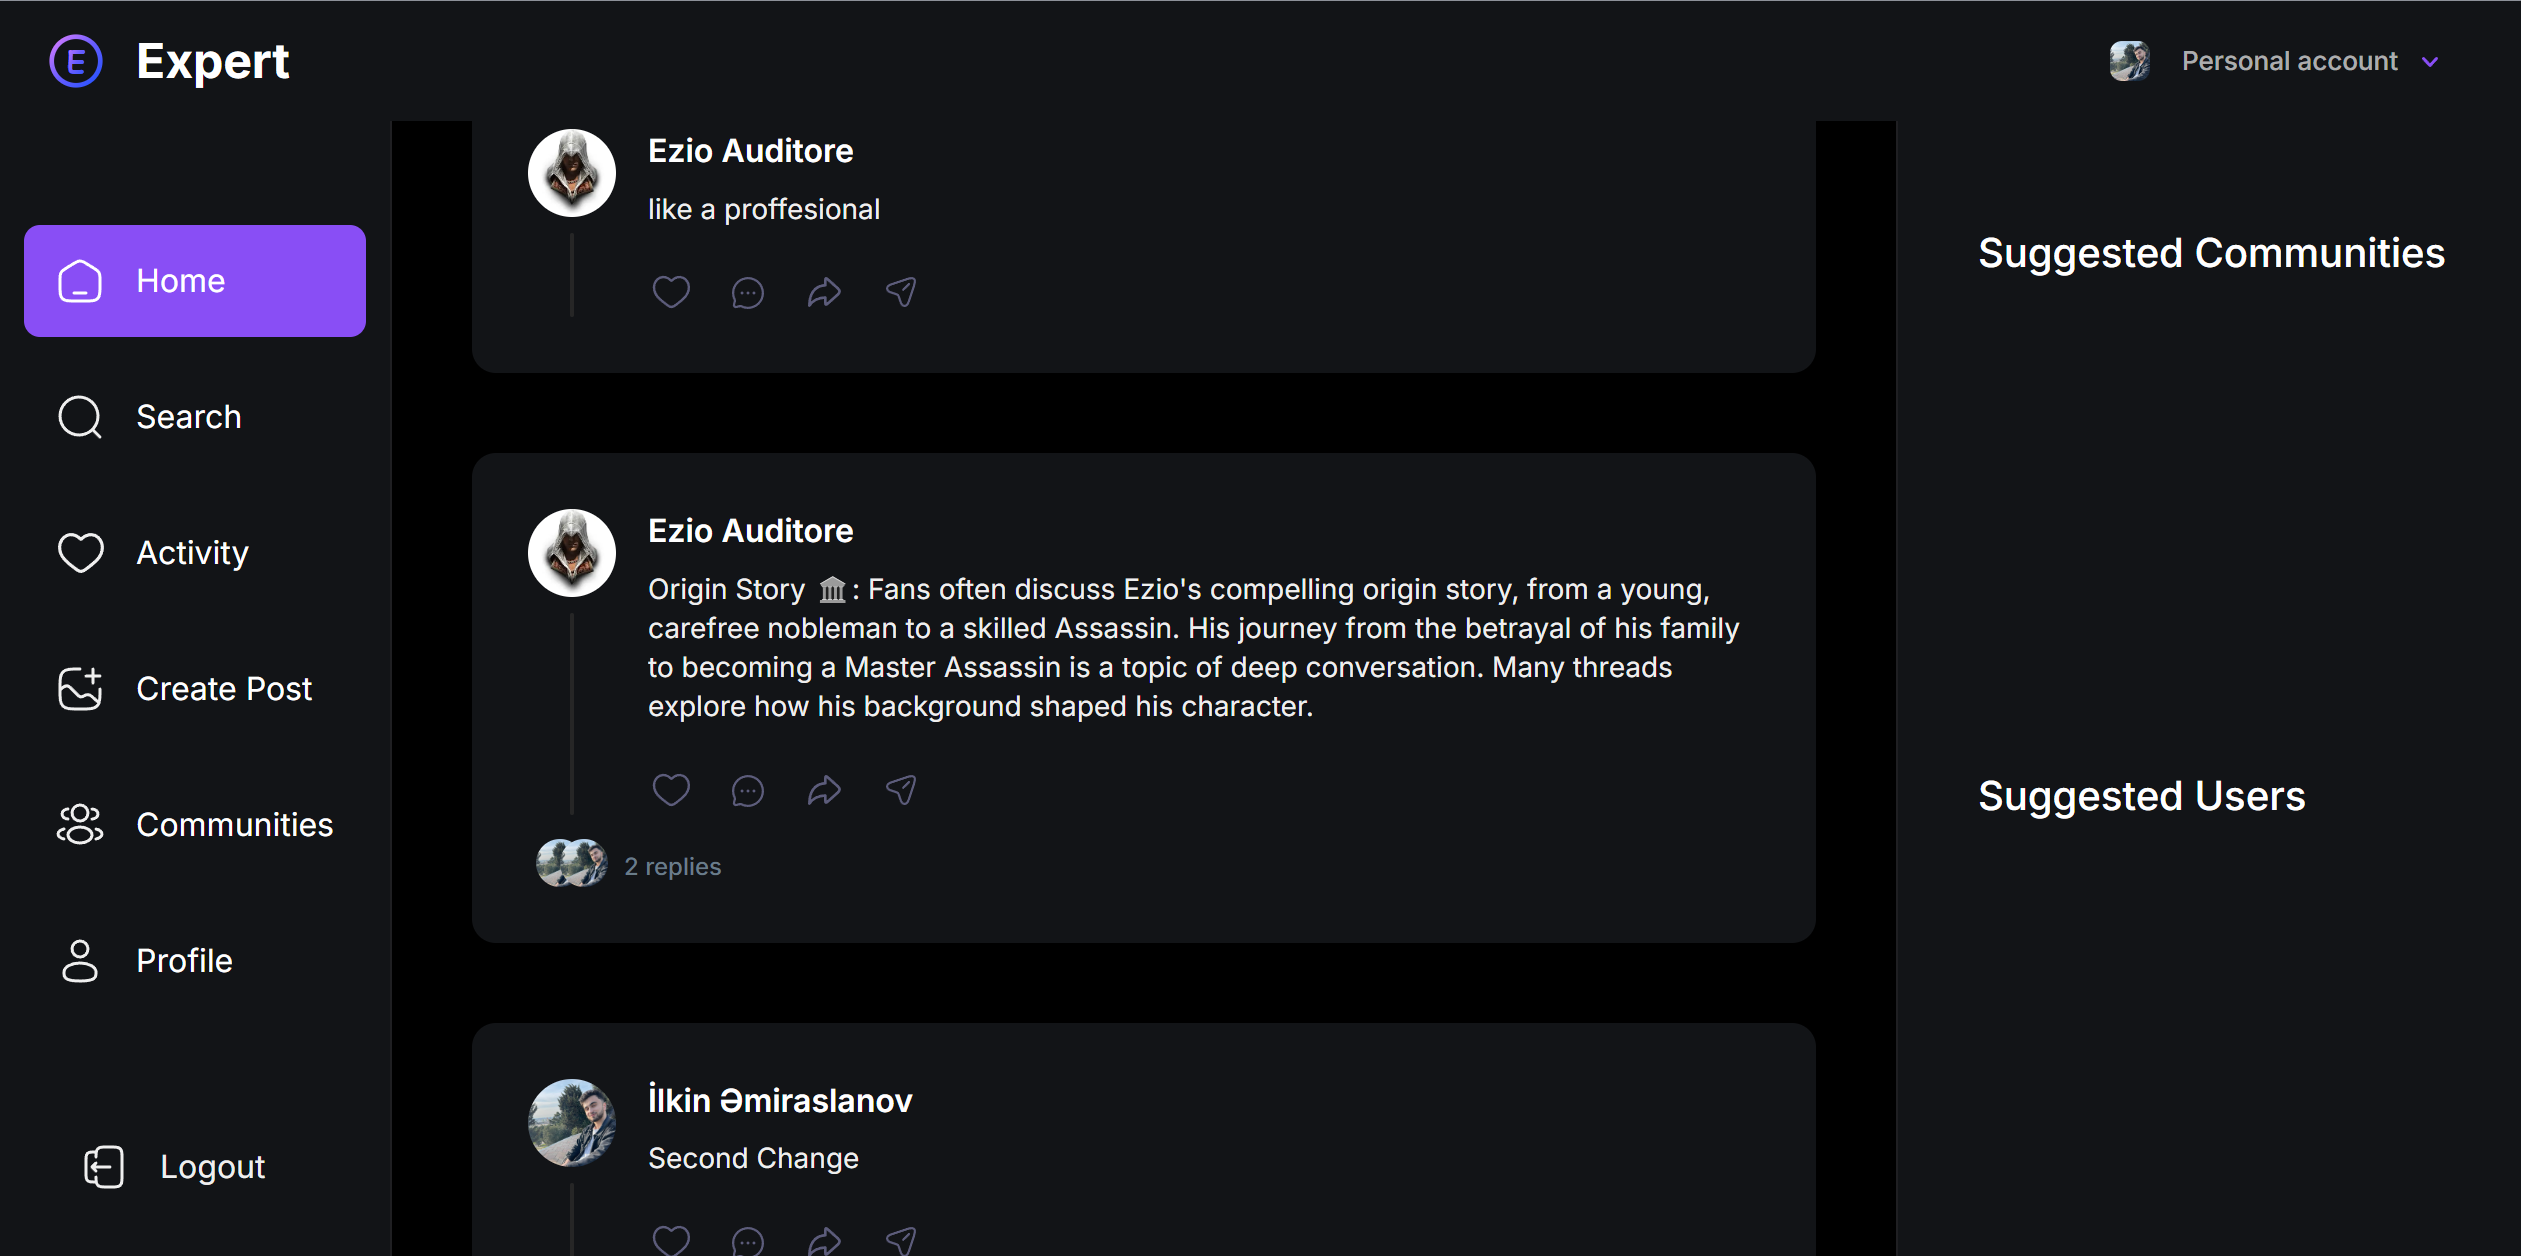 E Expert
Personal account
Home
Search
Activity
Create Post
Communities
Profile
Logout
Ezio Auditore
like a proffesional
Ezio Auditore
Origin Story 🏛️: Fans often discuss Ezio's compelling origin story, from a young,
carefree nobleman to a skilled Assassin. His journey from the betrayal of his family
to becoming a Master Assassin is a topic of deep conversation. Many threads
explore how his background shaped his character.
2 replies
İlkin Əmiraslanov
Second Change
Suggested Communities
Suggested Users